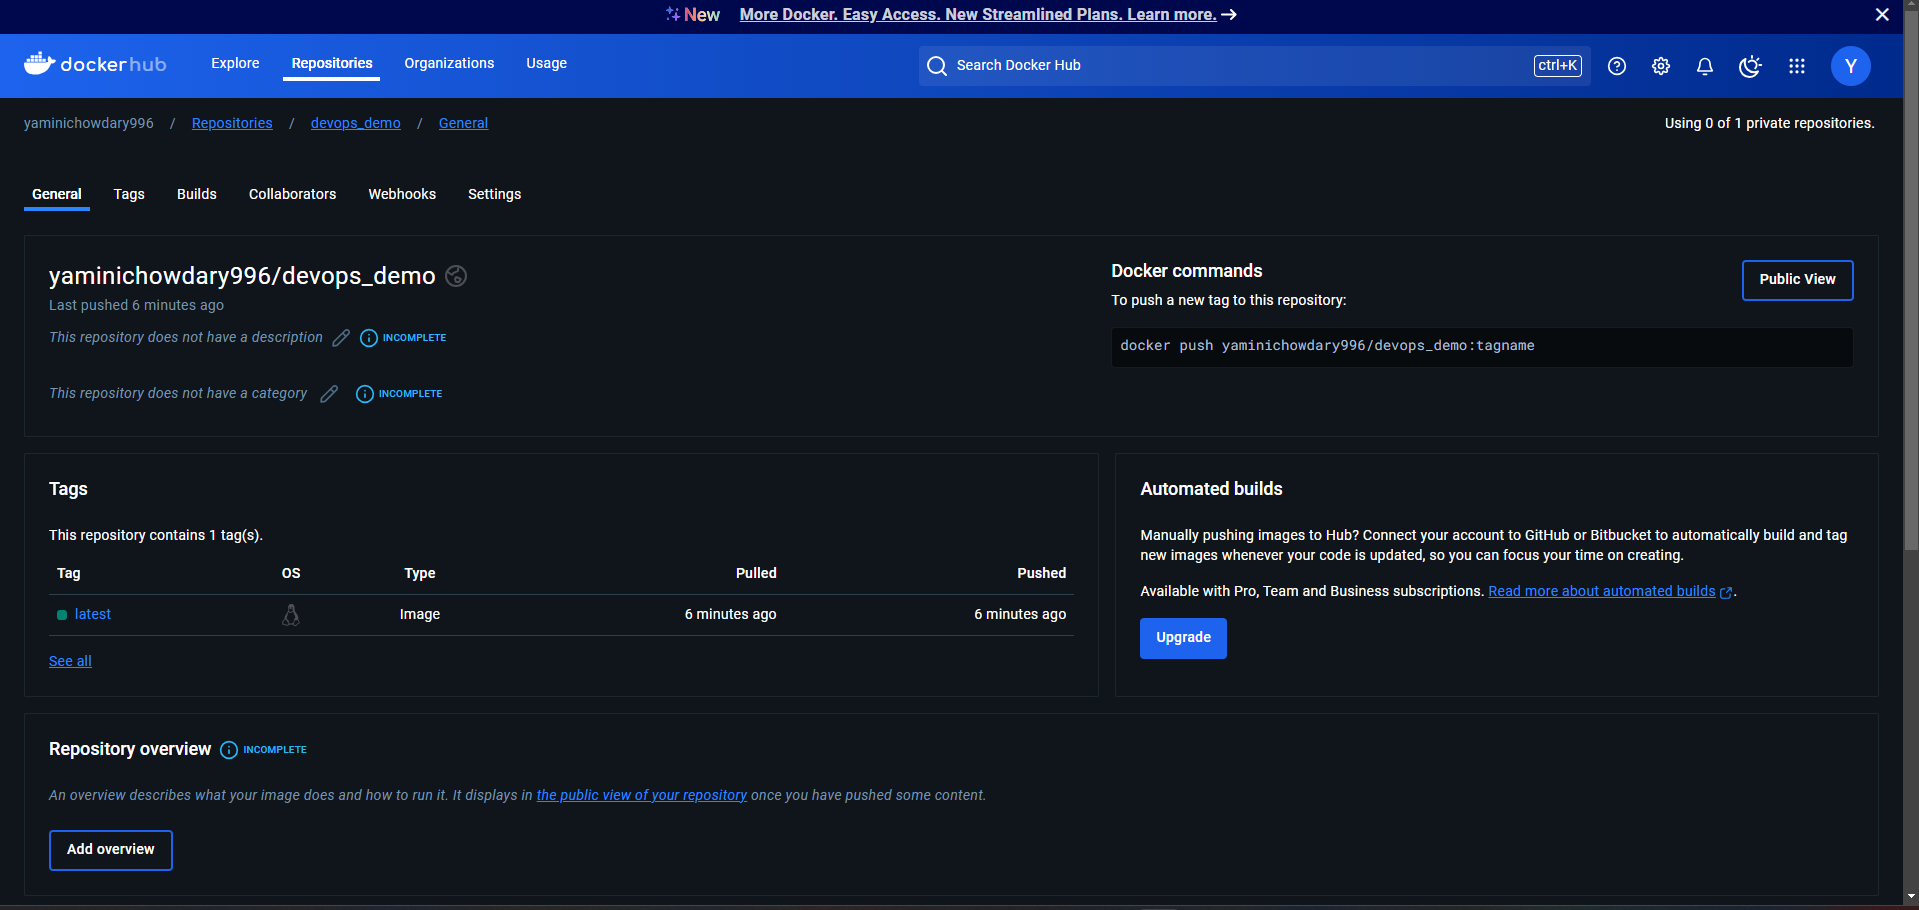 New More Docker. Easy Access. New Streamlined Plans. Learn more.
dockerhub Explore Repositories Organizations Usage Search Docker Hub ctrl+K Y
yaminichowdary996 / Repositories / devops_demo / General Using 0 of 1 private repositories.
General Tags Builds Collaborators Webhooks Settings
yaminichowdary996/devops_demo
Last pushed 6 minutes ago
This repository does not have a description INCOMPLETE
This repository does not have a category INCOMPLETE
Docker commands
Public View
To push a new tag to this repository:
docker push yaminichowdary996/devops_demo:tagname
Tags
This repository contains 1 tag(s).
Tag OS Type Pulled Pushed
latest Image 6 minutes ago 6 minutes ago
See all
Automated builds
Manually pushing images to Hub? Connect your account to GitHub or Bitbucket to automatically build and tag
new images whenever your code is updated, so you can focus your time on creating.
Available with Pro, Team and Business subscriptions. Read more about automated builds .
Upgrade
Repository overview INCOMPLETE
An overview describes what your image does and how to run it. It displays in the public view of your repository once you have pushed some content.
Add overview